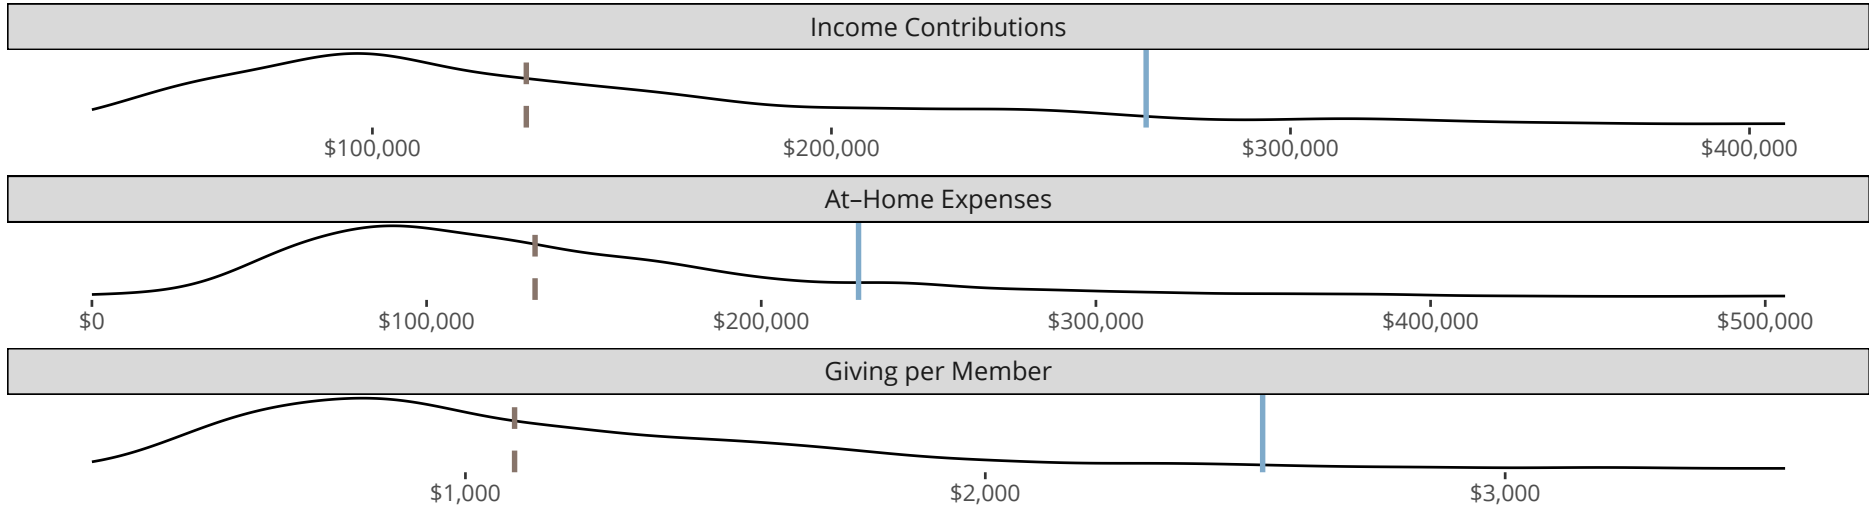 Income Contributions
$100,000 $200,000 $300,000 $400,000
At–Home Expenses
$0 $100,000 $200,000 $300,000 $400,000 $500,000
Giving per Member
$1,000 $2,000 $3,000